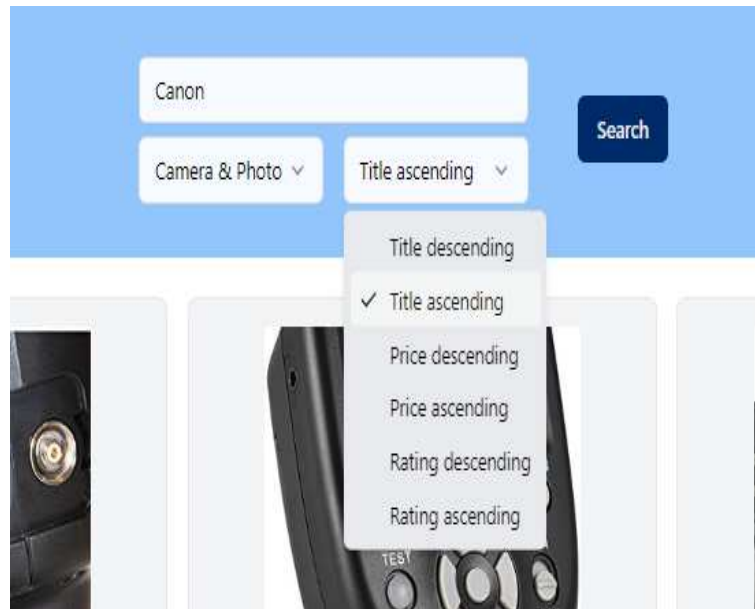 Canon
Search
Camera & Photo
Title ascending
Title descending
Title ascending
Price descending
Price ascending
Rating descending
Rating ascending
TEST